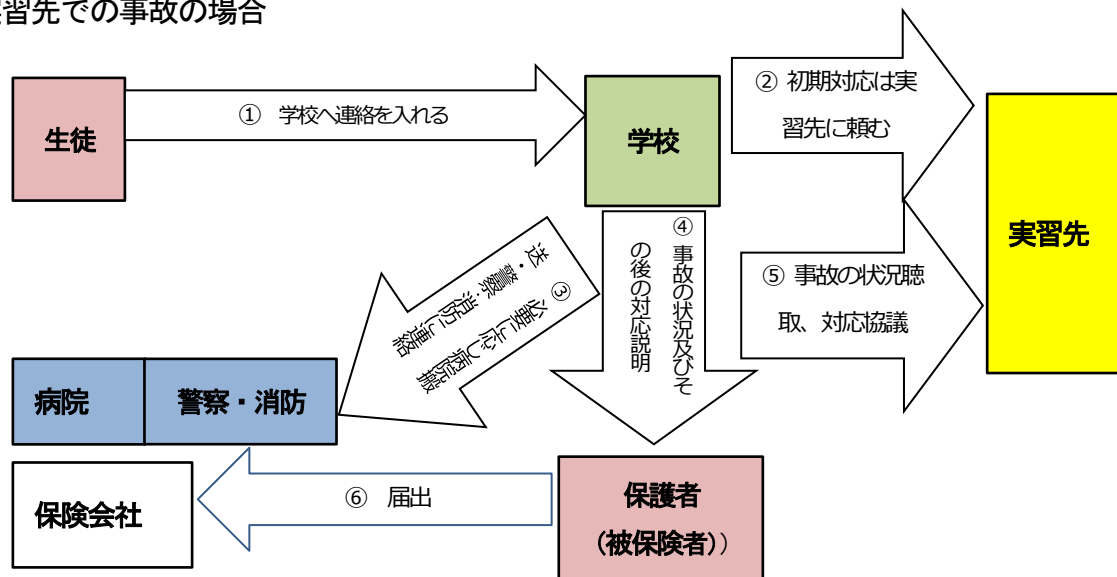 実習先での事故の場合
生徒
① 学校へ連絡を入れる
学校
② 初期対応は実
習先に頼む
実習先
③ 必要に応じ病院搬
送・警察・消防に連絡
④ 事故の状況及びそ
の後の対応説明
⑤ 事故の状況聴
取、対応協議
病院
警察・消防
保険会社
⑥ 届出
保護者
(被保険者))